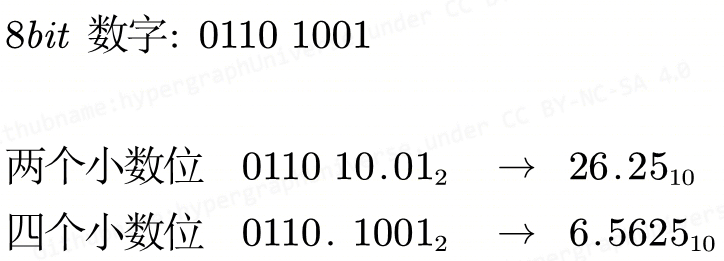 8bit 数字: 0110 1001
两个小数位 0110 10.01₂ → 26.25₁₀
四个小数位 0110. 1001₂ → 6.5625₁₀